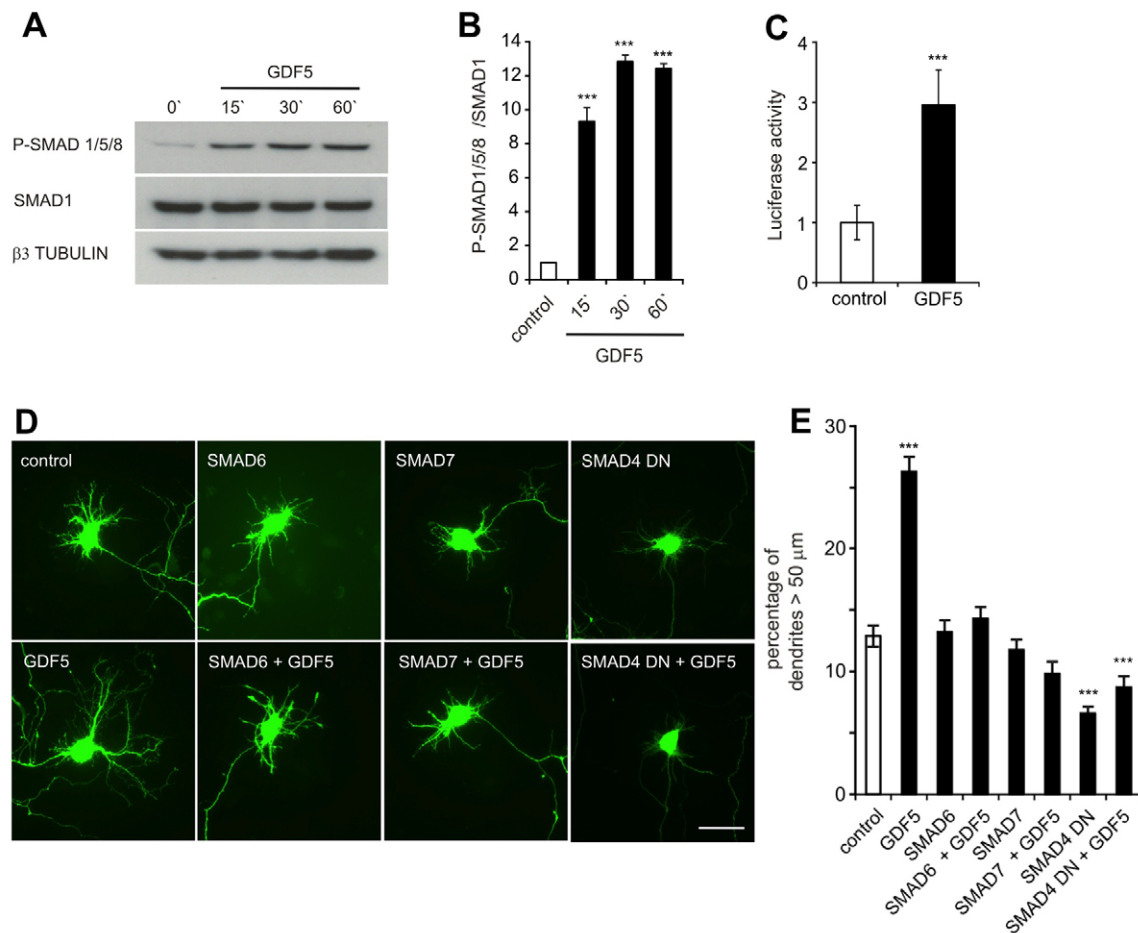 A
GDF5
0` 15` 30` 60`
P-SMAD 1/5/8
SMAD1
β3 TUBULIN
B
P-SMAD1/5/8 /SMAD1
14
12
10
8
6
4
2
0
***
***
***
control
15`
30`
60`
GDF5
C
Luciferase activity
4
3
2
1
0
***
control
GDF5
D
control
SMAD6
SMAD7
SMAD4 DN
GDF5
SMAD6 + GDF5
SMAD7 + GDF5
SMAD4 DN + GDF5
E
percentage of
dendrites > 50 μm
30
20
10
0
***
***
***
control
GDF5
SMAD6
SMAD6 + GDF5
SMAD7
SMAD7 + GDF5
SMAD4 DN
SMAD4 DN + GDF5